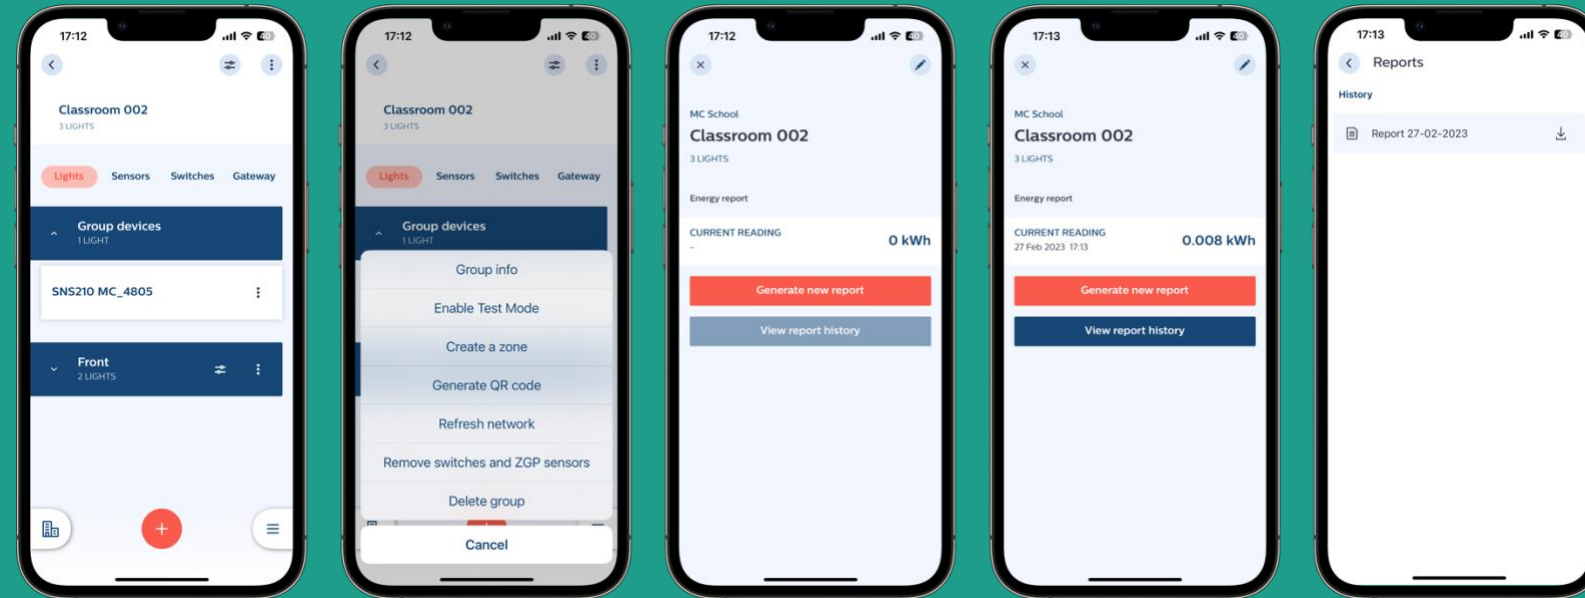 17:12
Classroom 002
3 LIGHTS
Lights Sensors Switches Gateway
Group devices
1 LIGHT
SNS210 MC_4805
Front
2 LIGHTS
17:12
Classroom 002
3 LIGHTS
Lights Sensors Switches Gateway
Group devices
1 LIGHT
Group info
Enable Test Mode
Create a zone
Generate QR code
Refresh network
Remove switches and ZGP sensors
Delete group
Cancel
17:12
MC School
Classroom 002
3 LIGHTS
Energy report
CURRENT READING
-
0 kWh
Generate new report
View report history
17:13
MC School
Classroom 002
3 LIGHTS
Energy report
CURRENT READING
27 Feb 2023 17:13
0.008 kWh
Generate new report
View report history
17:13
Reports
History
Report 27-02-2023